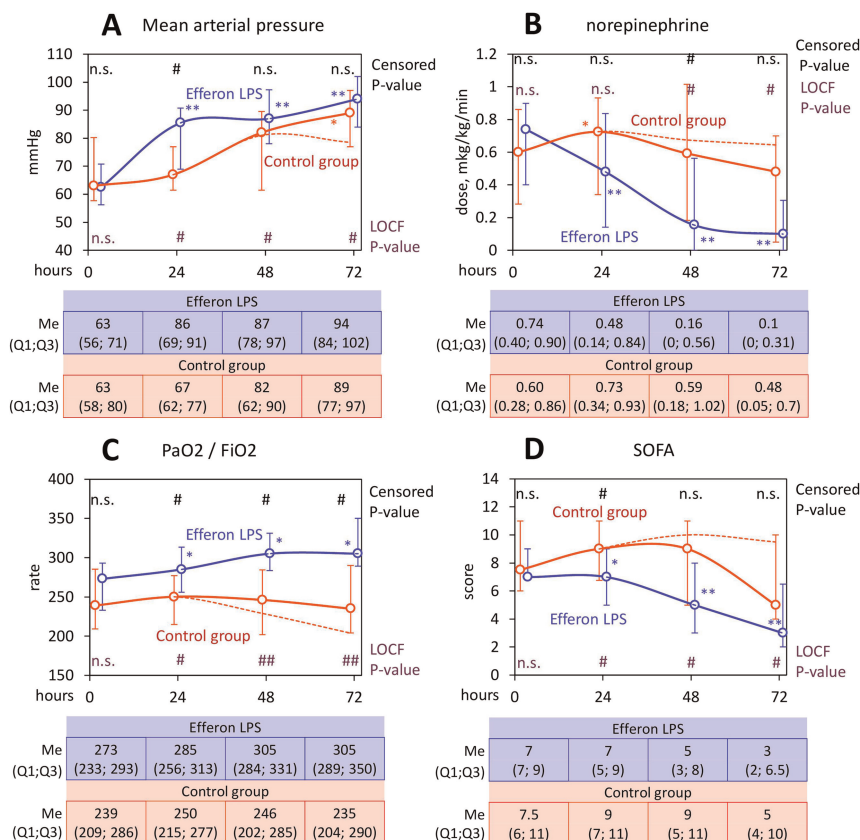 A Mean arterial pressure
110
100
90
80
70
60
50
40
mmHg
n.s. # n.s. n.s.
Censored
P-value
Efferon LPS
**
**
**
*
Control group
n.s. # # #
LOCF
P-value
hours 0 24 48 72
Efferon LPS
Me 63 86 87 94
(Q1;Q3) (56; 71) (69; 91) (78; 97) (84; 102)
Control group
Me 63 67 82 89
(Q1;Q3) (58; 80) (62; 77) (62; 90) (77; 97)
B norepinephrine
1.2
1
0.8
0.6
0.4
0.2
0
dose, mkg/kg/min
n.s. n.s. # n.s.
Censored
P-value
n.s. n.s. # #
LOCF
P-value
*
Control group
**
Efferon LPS
**
**
hours 0 24 48 72
Efferon LPS
Me 0.74 0.48 0.16 0.1
(Q1;Q3) (0.40; 0.90) (0.14; 0.84) (0; 0.56) (0; 0.31)
Control group
Me 0.60 0.73 0.59 0.48
(Q1;Q3) (0.28; 0.86) (0.34; 0.93) (0.18; 1.02) (0.05; 0.7)
C PaO2 / FiO2
400
350
300
250
200
150
rate
n.s. # # #
Censored
P-value
Efferon LPS
*
*
*
Control group
n.s. # ## ##
LOCF
P-value
hours 0 24 48 72
Efferon LPS
Me 273 285 305 305
(Q1;Q3) (233; 293) (256; 313) (284; 331) (289; 350)
Control group
Me 239 250 246 235
(Q1;Q3) (209; 286) (215; 277) (202; 285) (204; 290)
D SOFA
14
12
10
8
6
4
2
0
score
n.s. # n.s. n.s.
Censored
P-value
Control group
*
**
Efferon LPS
**
n.s. # # #
LOCF
P-value
hours 0 24 48 72
Efferon LPS
Me 7 7 5 3
(Q1;Q3) (7; 9) (5; 9) (3; 8) (2; 6.5)
Control group
Me 7.5 9 9 5
(Q1;Q3) (6; 11) (7; 11) (5; 11) (4; 10)